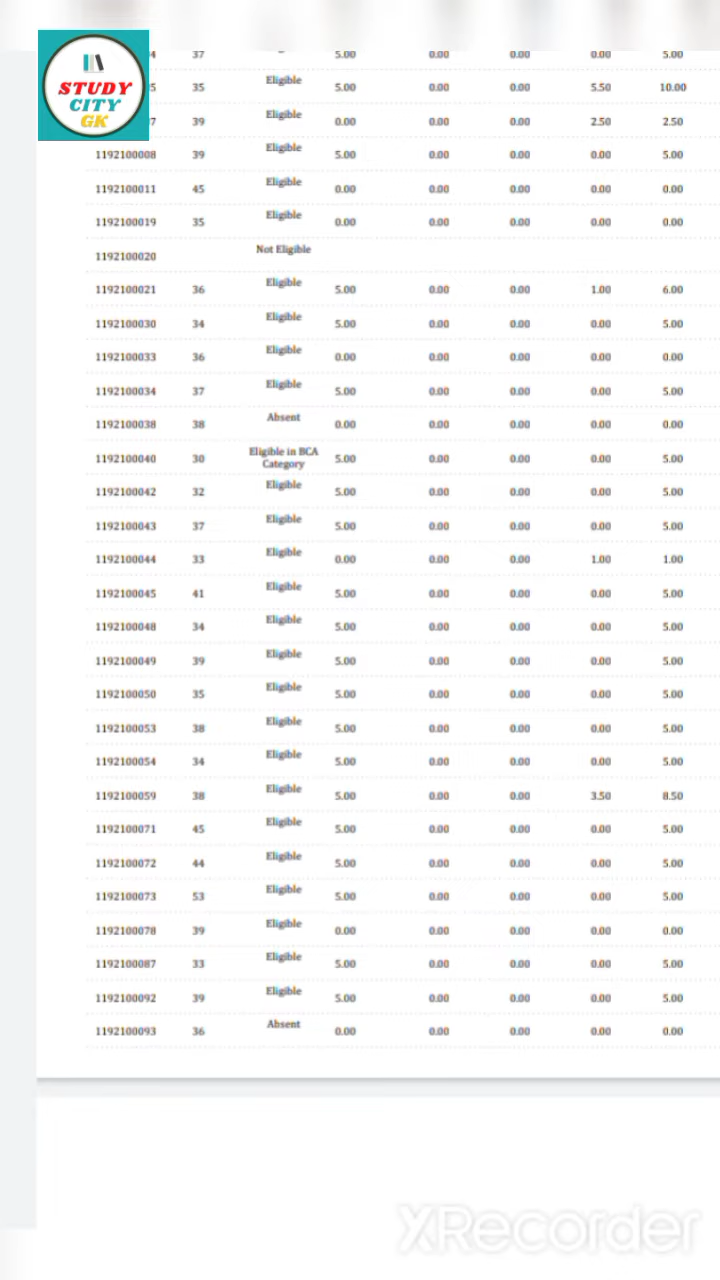 4 37 5.00 0.00 0.00 0.00 5.00
STUDY
CITY
GK
5 35 Eligible 5.00 0.00 0.00 5.50 10.00
7 39 Eligible 0.00 0.00 0.00 2.50 2.50
1192100008 39 Eligible 5.00 0.00 0.00 0.00 5.00
1192100011 45 Eligible 0.00 0.00 0.00 0.00 0.00
1192100019 35 Eligible 0.00 0.00 0.00 0.00 0.00
1192100020 Not Eligible
1192100021 36 Eligible 5.00 0.00 0.00 1.00 6.00
1192100030 34 Eligible 5.00 0.00 0.00 0.00 5.00
1192100033 36 Eligible 0.00 0.00 0.00 0.00 0.00
1192100034 37 Eligible 5.00 0.00 0.00 0.00 5.00
1192100038 38 Absent 0.00 0.00 0.00 0.00 0.00
1192100040 30 Eligible in BCA Category 5.00 0.00 0.00 0.00 5.00
1192100042 32 Eligible 5.00 0.00 0.00 0.00 5.00
1192100043 37 Eligible 5.00 0.00 0.00 0.00 5.00
1192100044 33 Eligible 0.00 0.00 0.00 1.00 1.00
1192100045 41 Eligible 5.00 0.00 0.00 0.00 5.00
1192100048 34 Eligible 5.00 0.00 0.00 0.00 5.00
1192100049 39 Eligible 5.00 0.00 0.00 0.00 5.00
1192100050 35 Eligible 5.00 0.00 0.00 0.00 5.00
1192100053 38 Eligible 5.00 0.00 0.00 0.00 5.00
1192100054 34 Eligible 5.00 0.00 0.00 0.00 5.00
1192100059 38 Eligible 5.00 0.00 0.00 3.50 8.50
1192100071 45 Eligible 5.00 0.00 0.00 0.00 5.00
1192100072 44 Eligible 5.00 0.00 0.00 0.00 5.00
1192100073 53 Eligible 5.00 0.00 0.00 0.00 5.00
1192100078 39 Eligible 0.00 0.00 0.00 0.00 0.00
1192100087 33 Eligible 5.00 0.00 0.00 0.00 5.00
1192100092 39 Eligible 5.00 0.00 0.00 0.00 5.00
1192100093 36 Absent 0.00 0.00 0.00 0.00 0.00
XRecorder